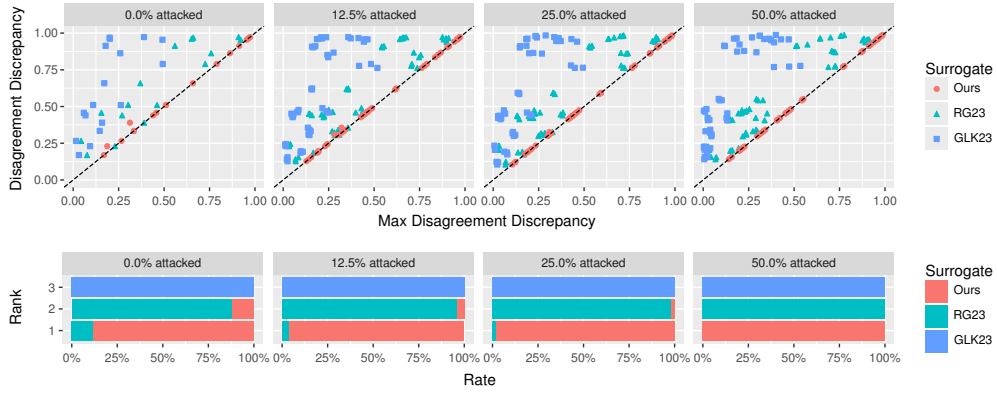 0.0% attacked 12.5% attacked 25.0% attacked 50.0% attacked
1.00
0.75
0.50
0.25
0.00
Disagreement Discrepancy
0.00 0.25 0.50 0.75 1.00 0.00 0.25 0.50 0.75 1.00 0.00 0.25 0.50 0.75 1.00 0.00 0.25 0.50 0.75 1.00
Max Disagreement Discrepancy
Surrogate
Ours
RG23
GLK23
0.0% attacked 12.5% attacked 25.0% attacked 50.0% attacked
3
2
1
Rank
0% 25% 50% 75% 100% 0% 25% 50% 75% 100% 0% 25% 50% 75% 100% 0% 25% 50% 75% 100%
Rate
Surrogate
Ours
RG23
GLK23